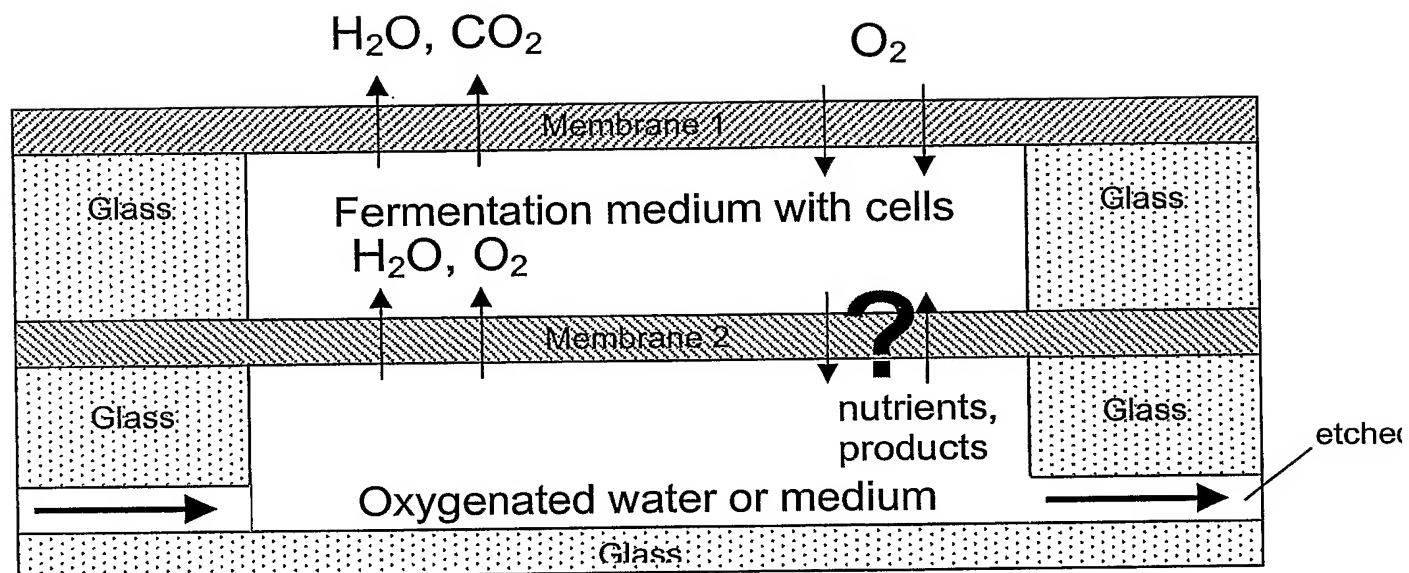 H₂O, CO₂
O₂
Membrane 1
Glass
Glass
Fermentation medium with cells
H₂O, O₂
?
Membrane 2
Glass
Glass
nutrients,
products
etched
Oxygenated water or medium
Glass